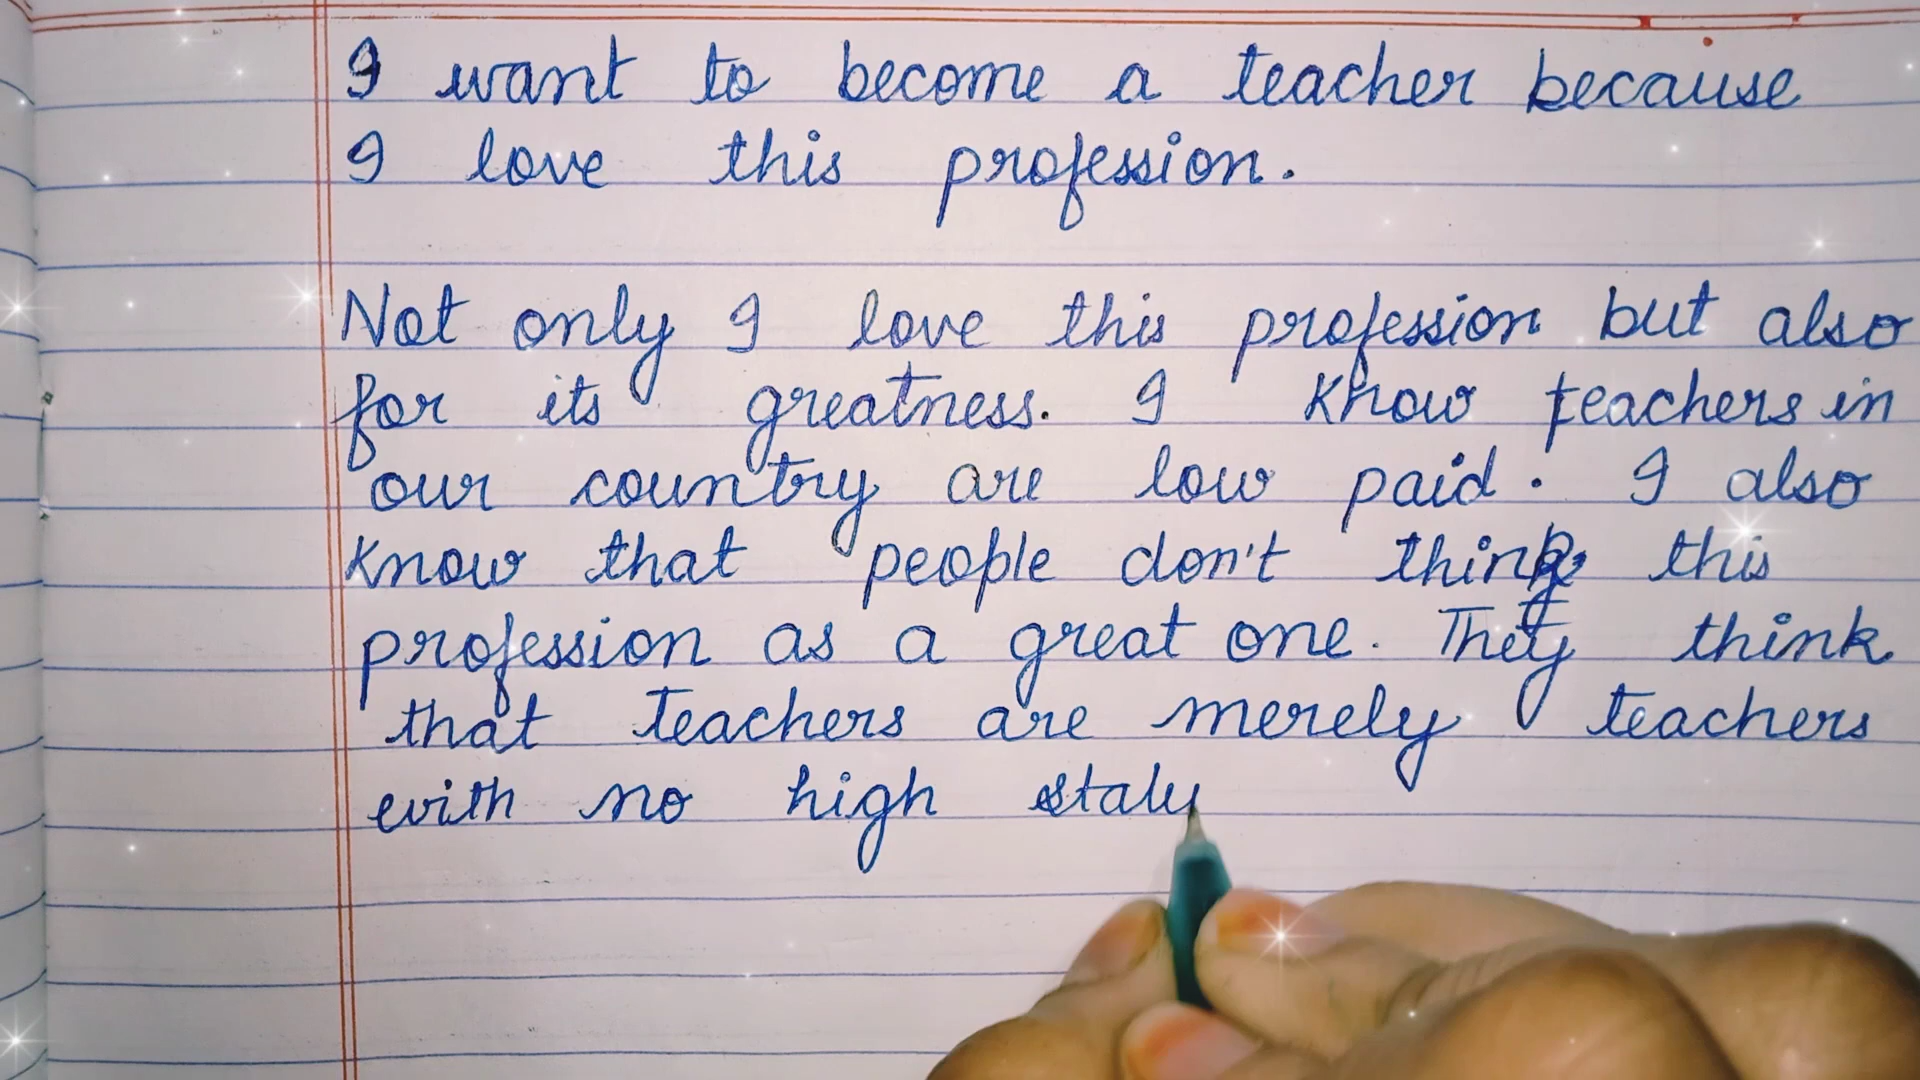 I want to become a teacher because
I love this profession.
Not only I love this profession but also
for its greatness. I know teachers in
our country are low paid. I also
know that people don't think this
profession as a great one. They think
that teachers are merely teachers
with no high statu